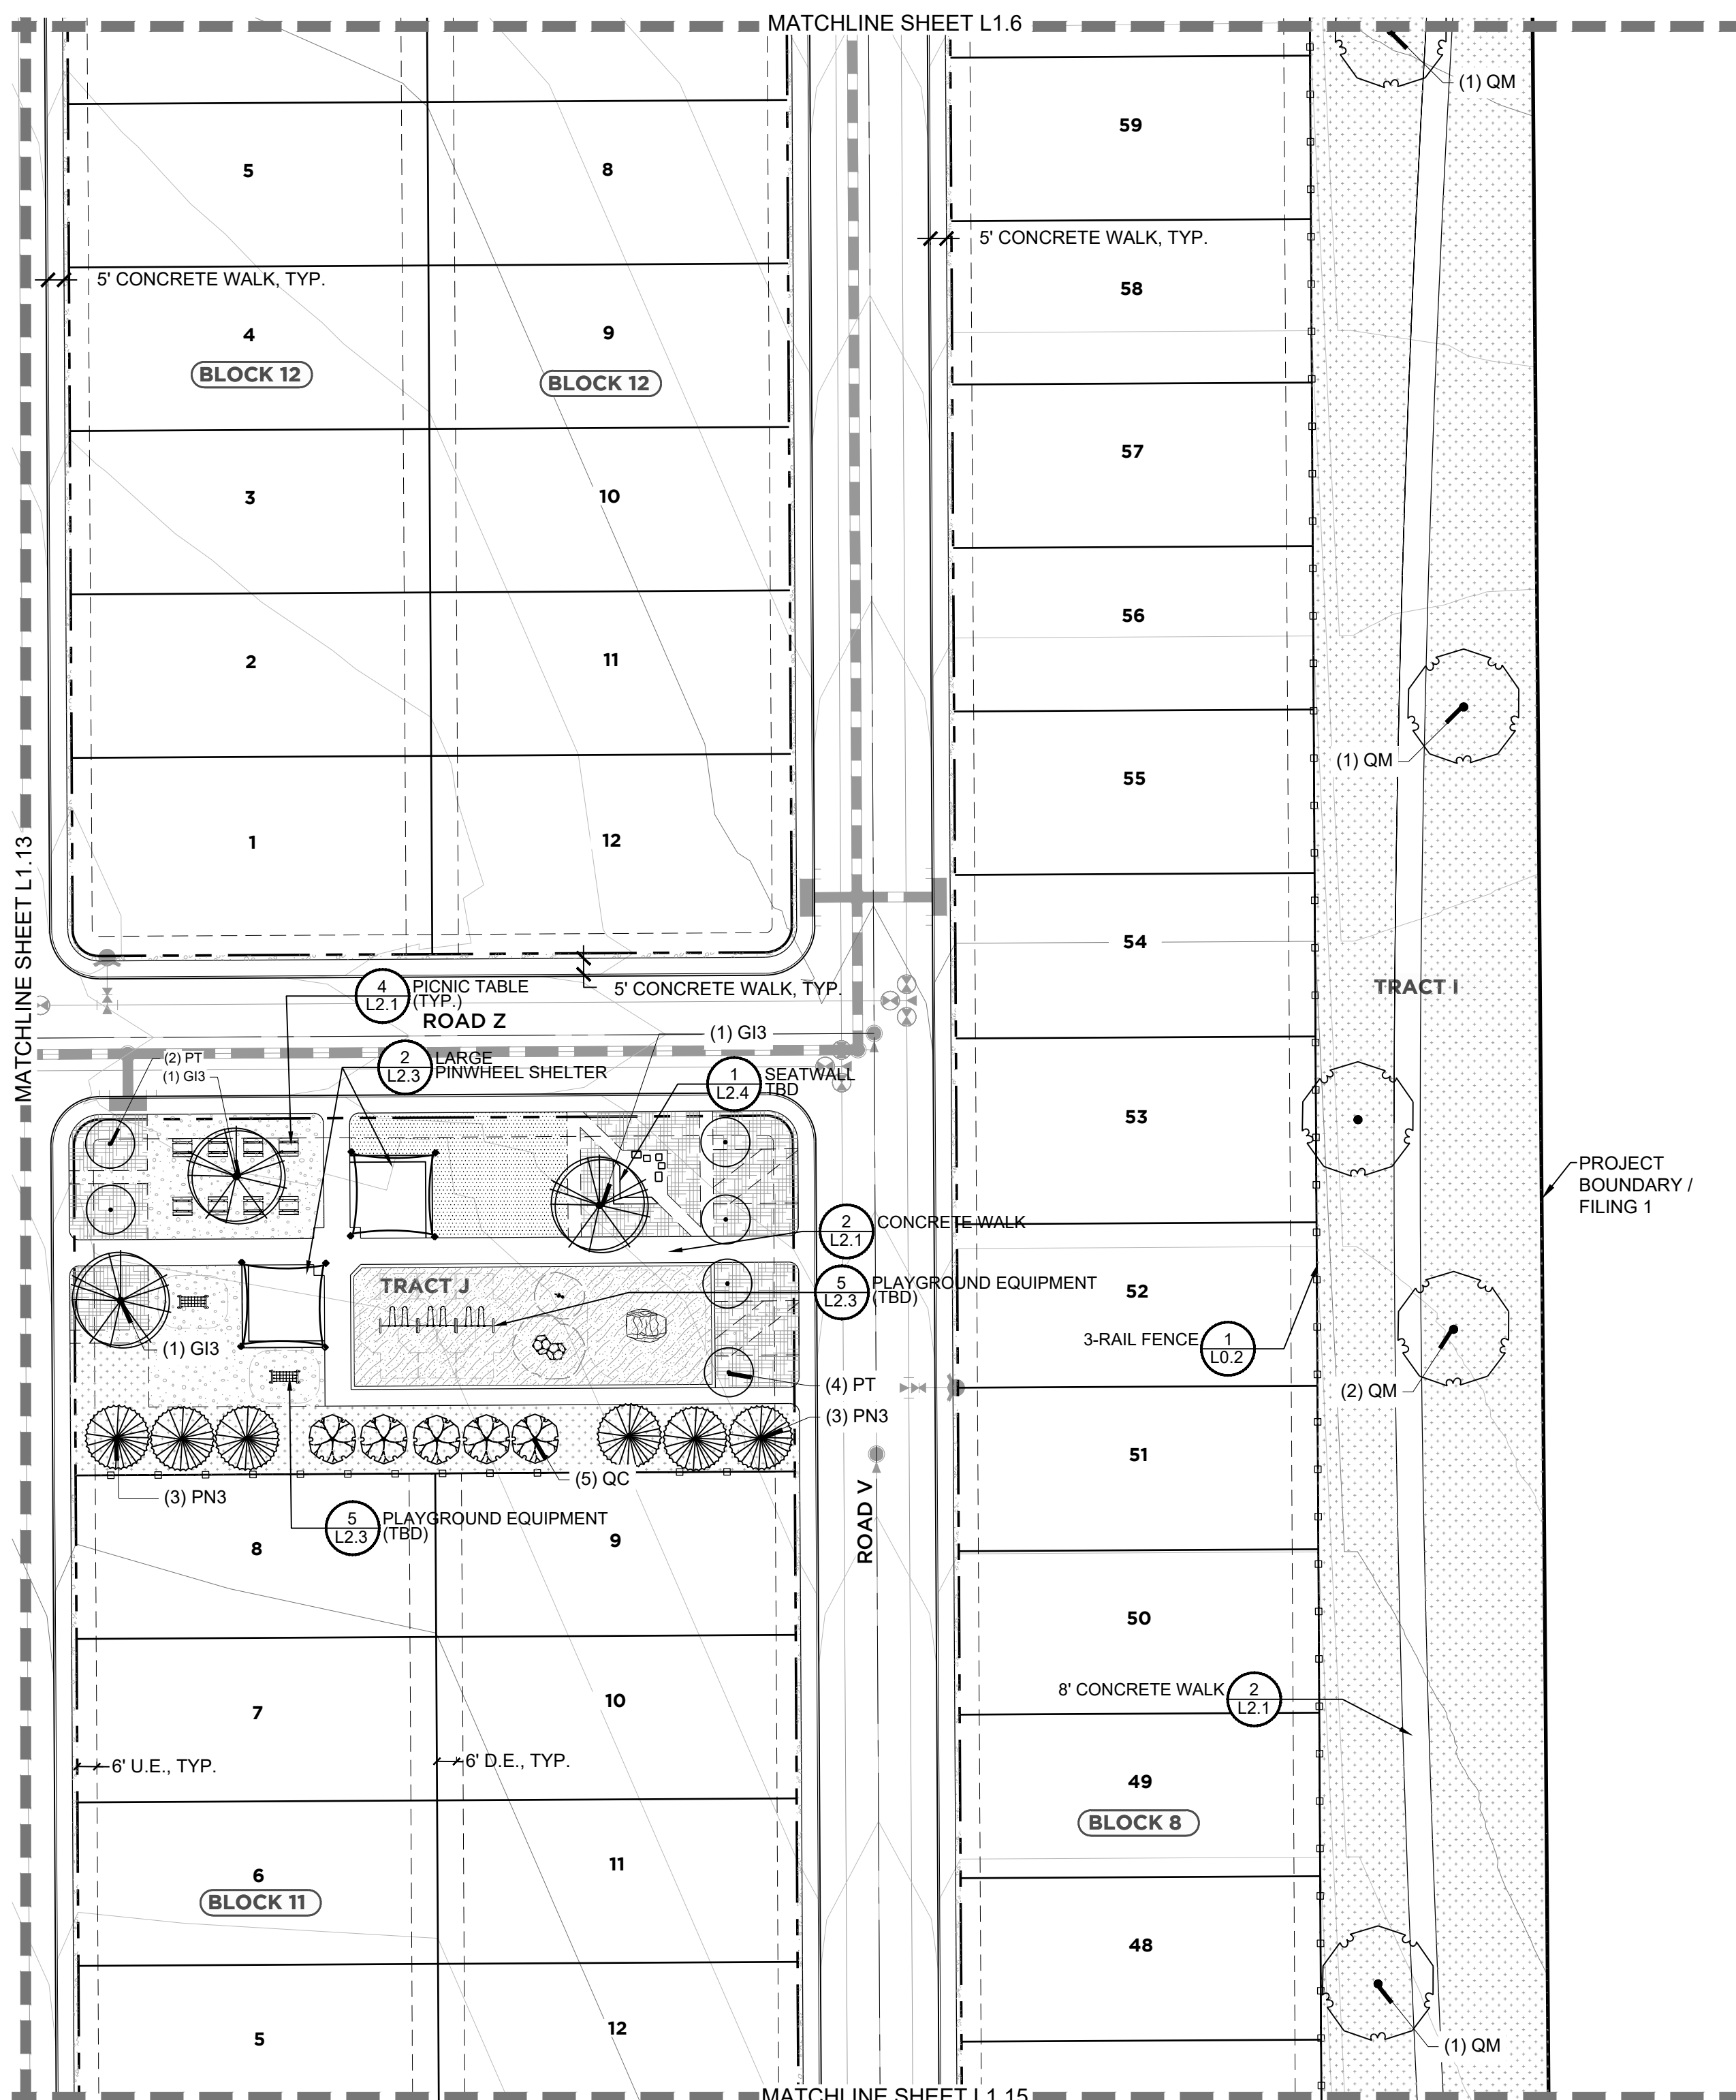 MATCHLINE SHEET L1.6
(1) QM
59
5
8
5' CONCRETE WALK, TYP.
5' CONCRETE WALK, TYP.
58
4
9
BLOCK 12
BLOCK 12
57
3
10
56
2
11
(1) QM
55
1
12
MATCHLINE SHEET L1.13
54
TRACT I
4
L2.1
PICNIC TABLE
(TYP.)
5' CONCRETE WALK, TYP.
ROAD Z
(1) GI3
(2) PT
(1) GI3
2
L2.3
LARGE
PINWHEEL SHELTER
1
L2.4
SEATWALL
TBD
53
PROJECT
BOUNDARY /
FILING 1
2
L2.1
CONCRETE WALK
TRACT J
5
L2.3
PLAYGROUND EQUIPMENT
(TBD)
52
3-RAIL FENCE
1
L0.2
(1) GI3
(4) PT
(2) QM
(3) PN3
51
(5) QC
(3) PN3
5
L2.3
PLAYGROUND EQUIPMENT
(TBD)
ROAD V
8
9
50
8' CONCRETE WALK
2
L2.1
7
10
6' U.E., TYP.
6' D.E., TYP.
49
BLOCK 8
6
11
BLOCK 11
48
5
12
(1) QM
MATCHLINE SHEET L1.15